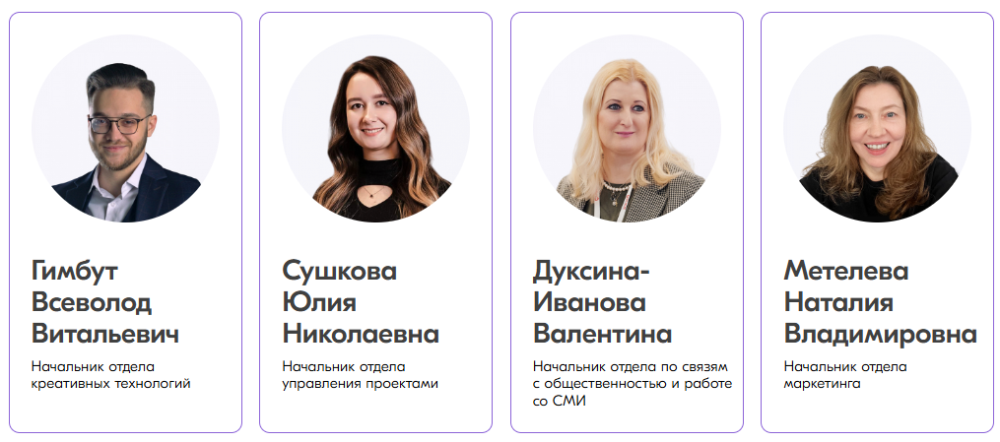 Гимбут
Всеволод
Витальевич
Начальник отдела
креативных технологий
Сушкова
Юлия
Николаевна
Начальник отдела
управления проектами
Дуксина-
Иванова
Валентина
Начальник отдела по связям
с общественностью и работе
со СМИ
Метелева
Наталия
Владимировна
Начальник отдела
маркетинга